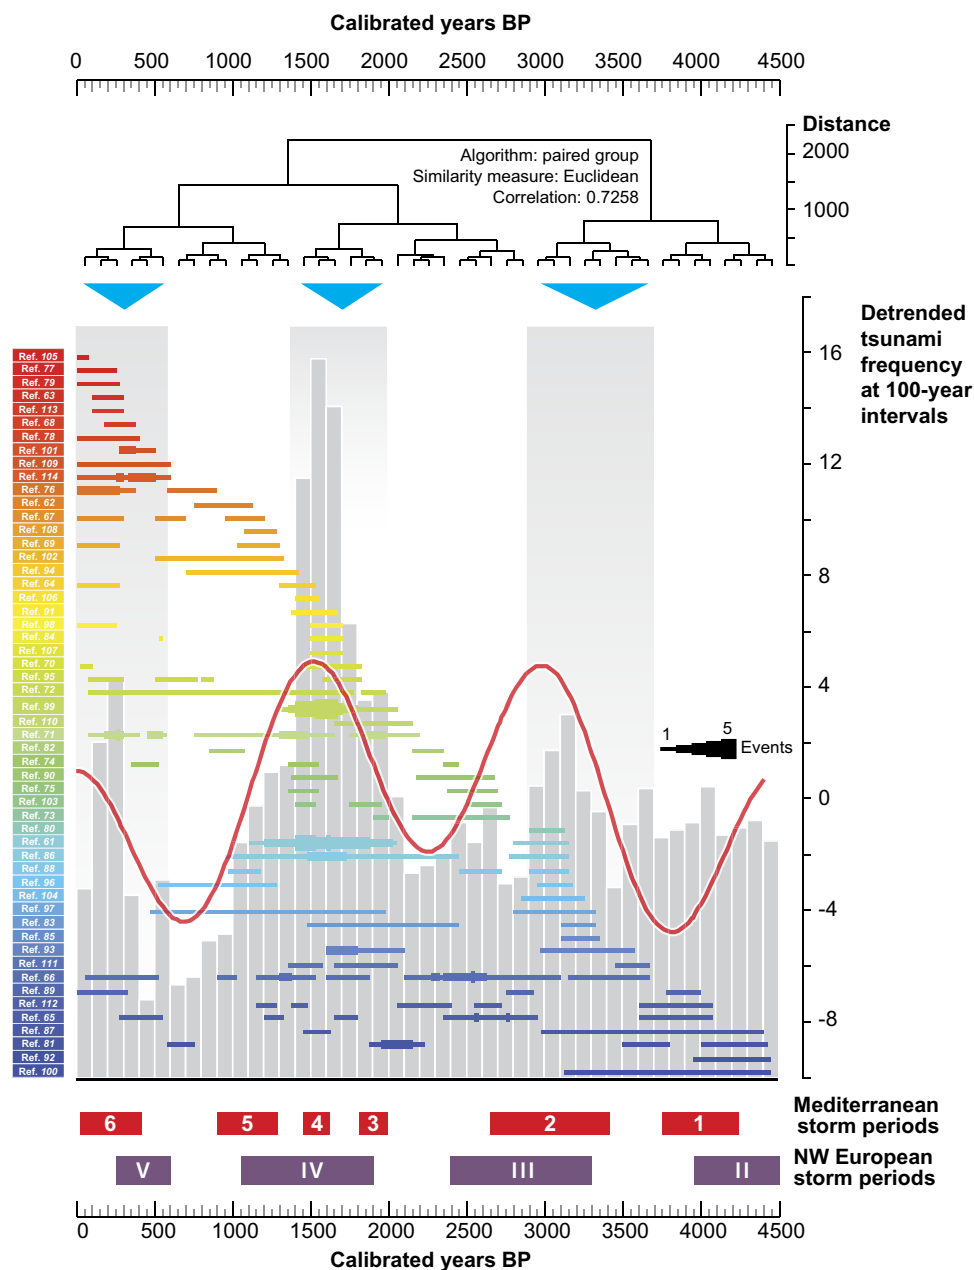 Calibrated years BP
0 500 1000 1500 2000 2500 3000 3500 4000 4500
Distance
2000
1000
Algorithm: paired group
Similarity measure: Euclidean
Correlation: 0.7258
Detrended
tsunami
frequency
at 100-year
intervals
16
12
8
4
0
-4
-8
Ref. 105
Ref. 77
Ref. 79
Ref. 63
Ref. 113
Ref. 68
Ref. 78
Ref. 101
Ref. 109
Ref. 114
Ref. 76
Ref. 62
Ref. 67
Ref. 108
Ref. 69
Ref. 102
Ref. 94
Ref. 64
Ref. 106
Ref. 91
Ref. 98
Ref. 84
Ref. 107
Ref. 70
Ref. 95
Ref. 72
Ref. 99
Ref. 110
Ref. 71
Ref. 82
Ref. 74
Ref. 90
Ref. 75
Ref. 103
Ref. 73
Ref. 80
Ref. 61
Ref. 86
Ref. 88
Ref. 96
Ref. 104
Ref. 97
Ref. 83
Ref. 85
Ref. 93
Ref. 111
Ref. 66
Ref. 89
Ref. 112
Ref. 65
Ref. 87
Ref. 81
Ref. 92
Ref. 100
1 5
Events
6 5 4 3 2 1
Mediterranean
storm periods
V IV III II
NW European
storm periods
0 500 1000 1500 2000 2500 3000 3500 4000 4500
Calibrated years BP